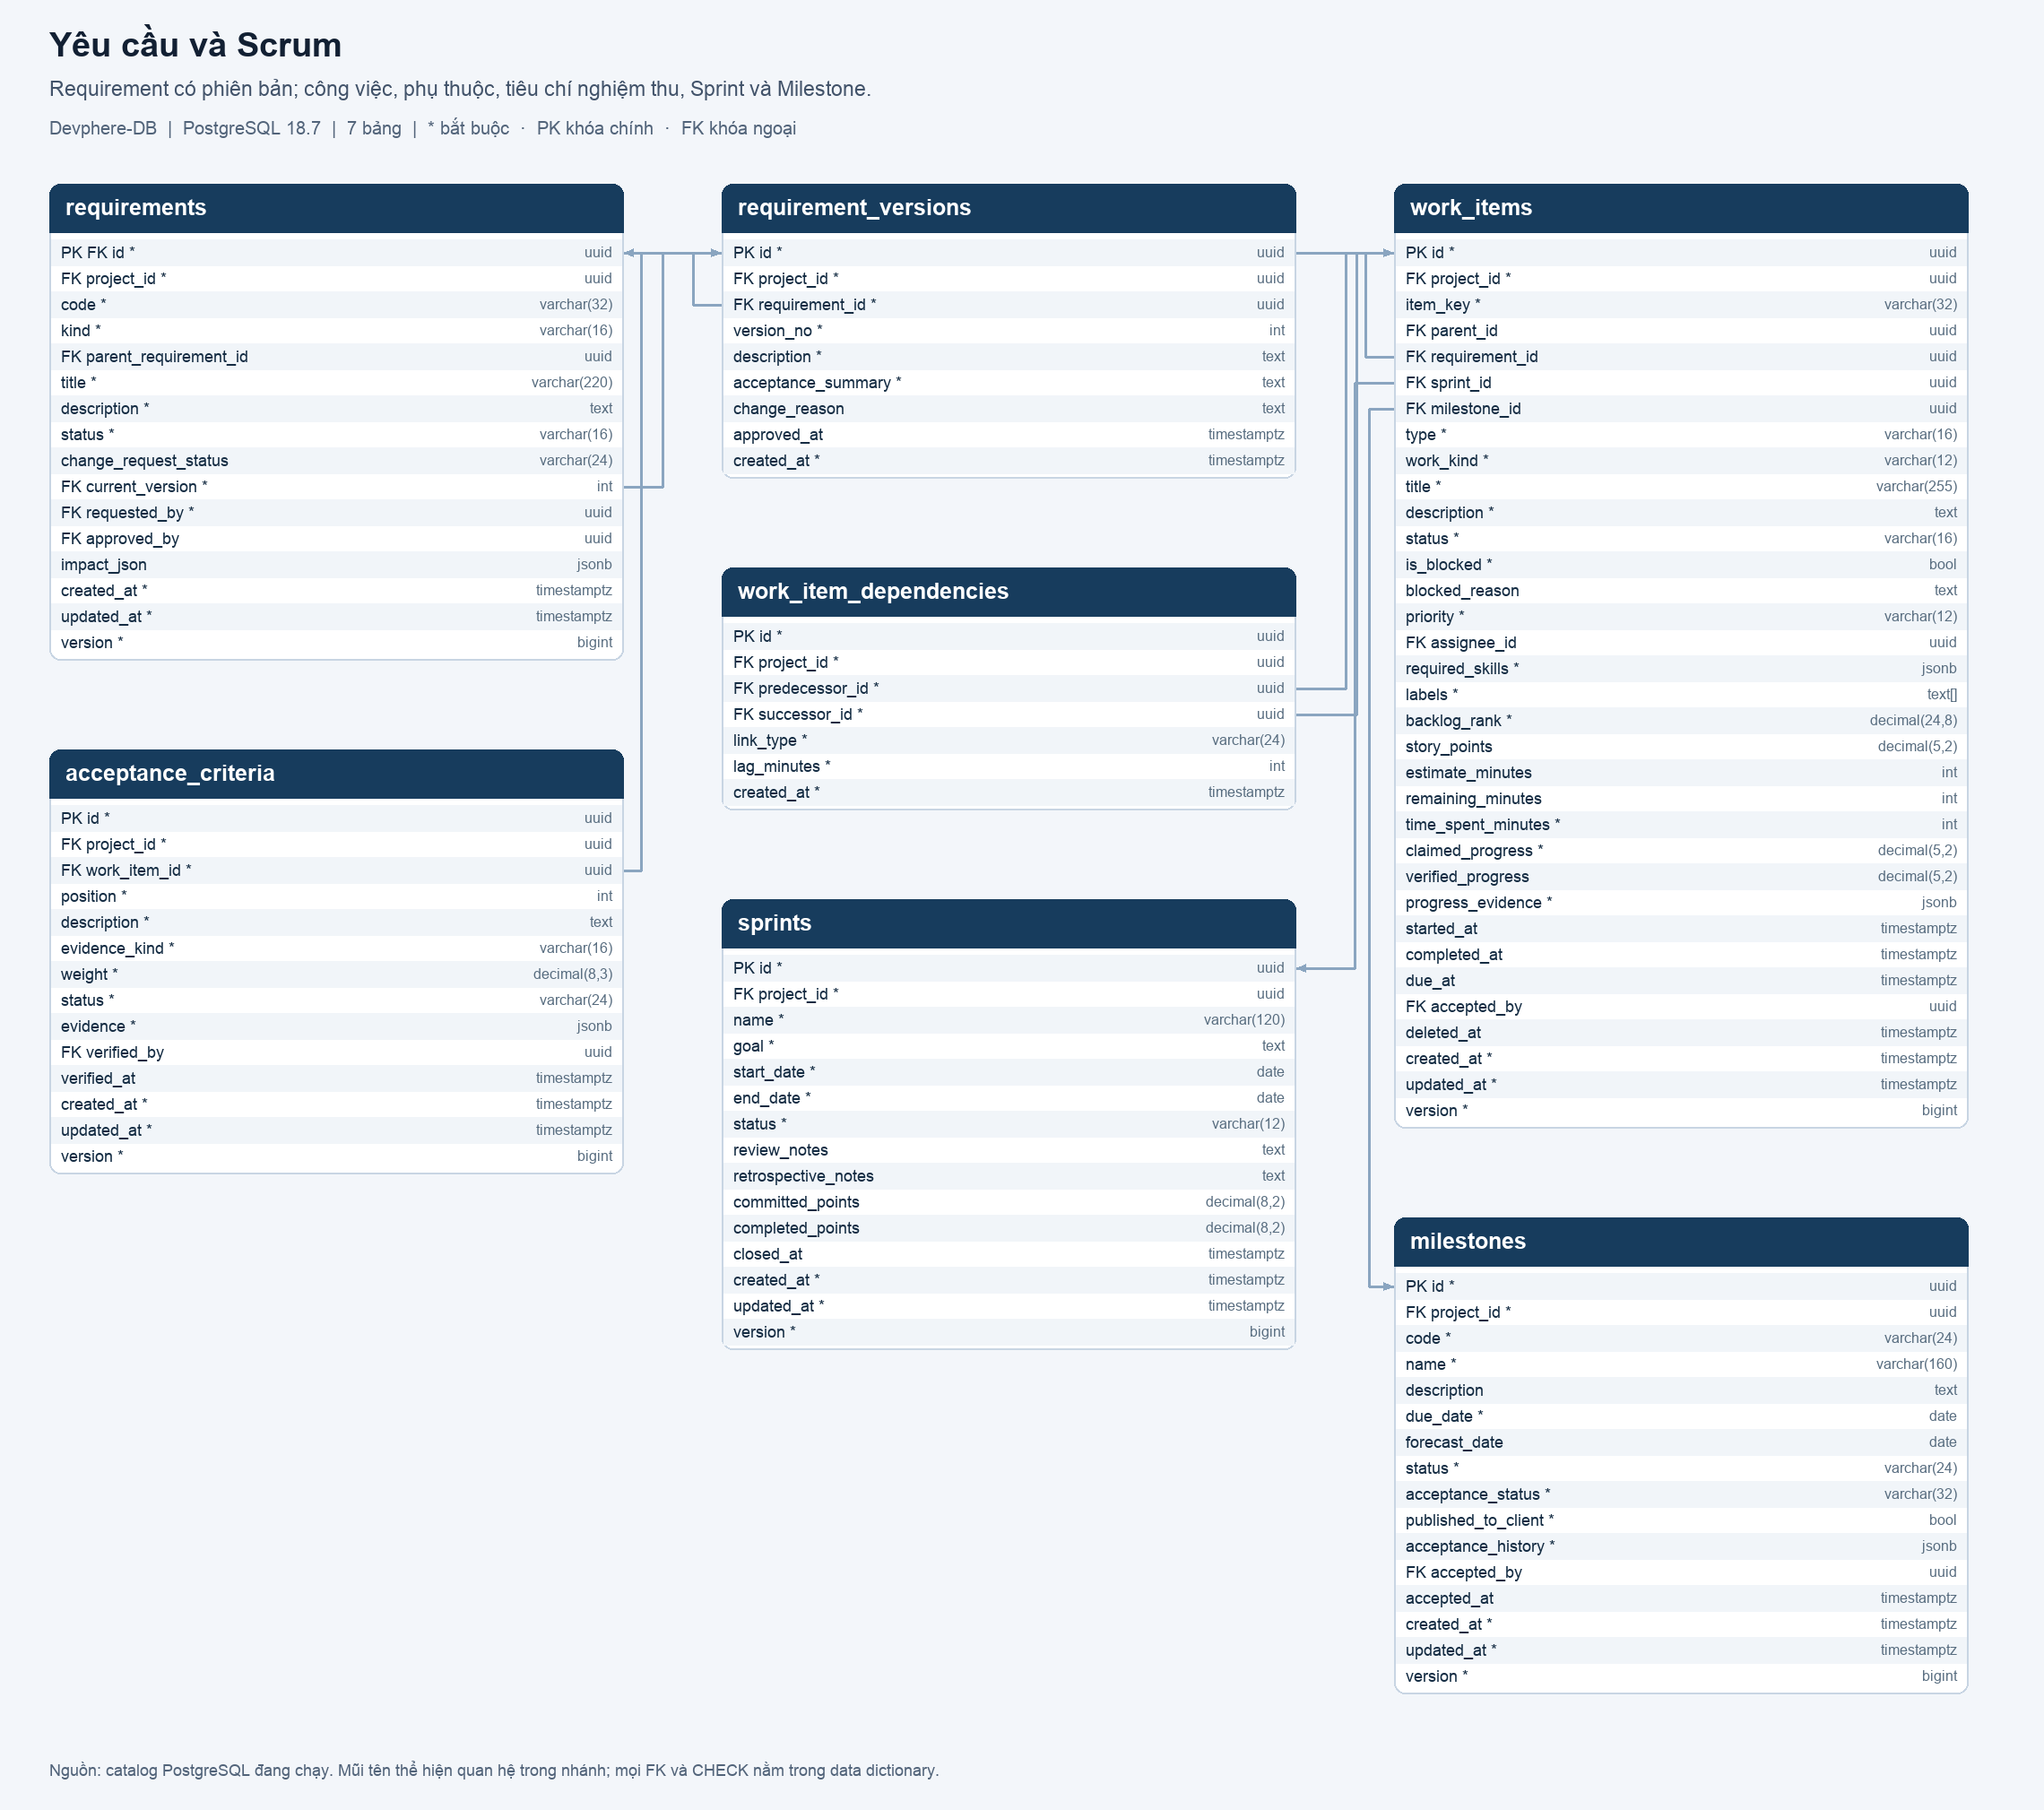 Yêu cầu và Scrum
Requirement có phiên bản; công việc, phụ thuộc, tiêu chí nghiệm thu, Sprint và Milestone.
Devphere-DB | PostgreSQL 18.7 | 7 bảng | * bắt buộc · PK khóa chính · FK khóa ngoại
requirements
PK FK id * uuid
FK project_id * uuid
code * varchar(32)
kind * varchar(16)
FK parent_requirement_id uuid
title * varchar(220)
description * text
status * varchar(16)
change_request_status varchar(24)
FK current_version * int
FK requested_by * uuid
FK approved_by uuid
impact_json jsonb
created_at * timestamptz
updated_at * timestamptz
version * bigint
acceptance_criteria
PK id * uuid
FK project_id * uuid
FK work_item_id * uuid
position * int
description * text
evidence_kind * varchar(16)
weight * decimal(8,3)
status * varchar(24)
evidence * jsonb
FK verified_by uuid
verified_at timestamptz
created_at * timestamptz
updated_at * timestamptz
version * bigint
requirement_versions
PK id * uuid
FK project_id * uuid
FK requirement_id * uuid
version_no * int
description * text
acceptance_summary * text
change_reason text
approved_at timestamptz
created_at * timestamptz
work_item_dependencies
PK id * uuid
FK project_id * uuid
FK predecessor_id * uuid
FK successor_id * uuid
link_type * varchar(24)
lag_minutes * int
created_at * timestamptz
sprints
PK id * uuid
FK project_id * uuid
name * varchar(120)
goal * text
start_date * date
end_date * date
status * varchar(12)
review_notes text
retrospective_notes text
committed_points decimal(8,2)
completed_points decimal(8,2)
closed_at timestamptz
created_at * timestamptz
updated_at * timestamptz
version * bigint
work_items
PK id * uuid
FK project_id * uuid
item_key * varchar(32)
FK parent_id uuid
FK requirement_id uuid
FK sprint_id uuid
FK milestone_id uuid
type * varchar(16)
work_kind * varchar(12)
title * varchar(255)
description * text
status * varchar(16)
is_blocked * bool
blocked_reason text
priority * varchar(12)
FK assignee_id uuid
required_skills * jsonb
labels * text[]
backlog_rank * decimal(24,8)
story_points decimal(5,2)
estimate_minutes int
remaining_minutes int
time_spent_minutes * int
claimed_progress * decimal(5,2)
verified_progress decimal(5,2)
progress_evidence * jsonb
started_at timestamptz
completed_at timestamptz
due_at timestamptz
FK accepted_by uuid
deleted_at timestamptz
created_at * timestamptz
updated_at * timestamptz
version * bigint
milestones
PK id * uuid
FK project_id * uuid
code * varchar(24)
name * varchar(160)
description text
due_date * date
forecast_date date
status * varchar(24)
acceptance_status * varchar(32)
published_to_client * bool
acceptance_history * jsonb
FK accepted_by uuid
accepted_at timestamptz
created_at * timestamptz
updated_at * timestamptz
version * bigint
Nguồn: catalog PostgreSQL đang chạy. Mũi tên thể hiện quan hệ trong nhánh; mọi FK và CHECK nằm trong data dictionary.